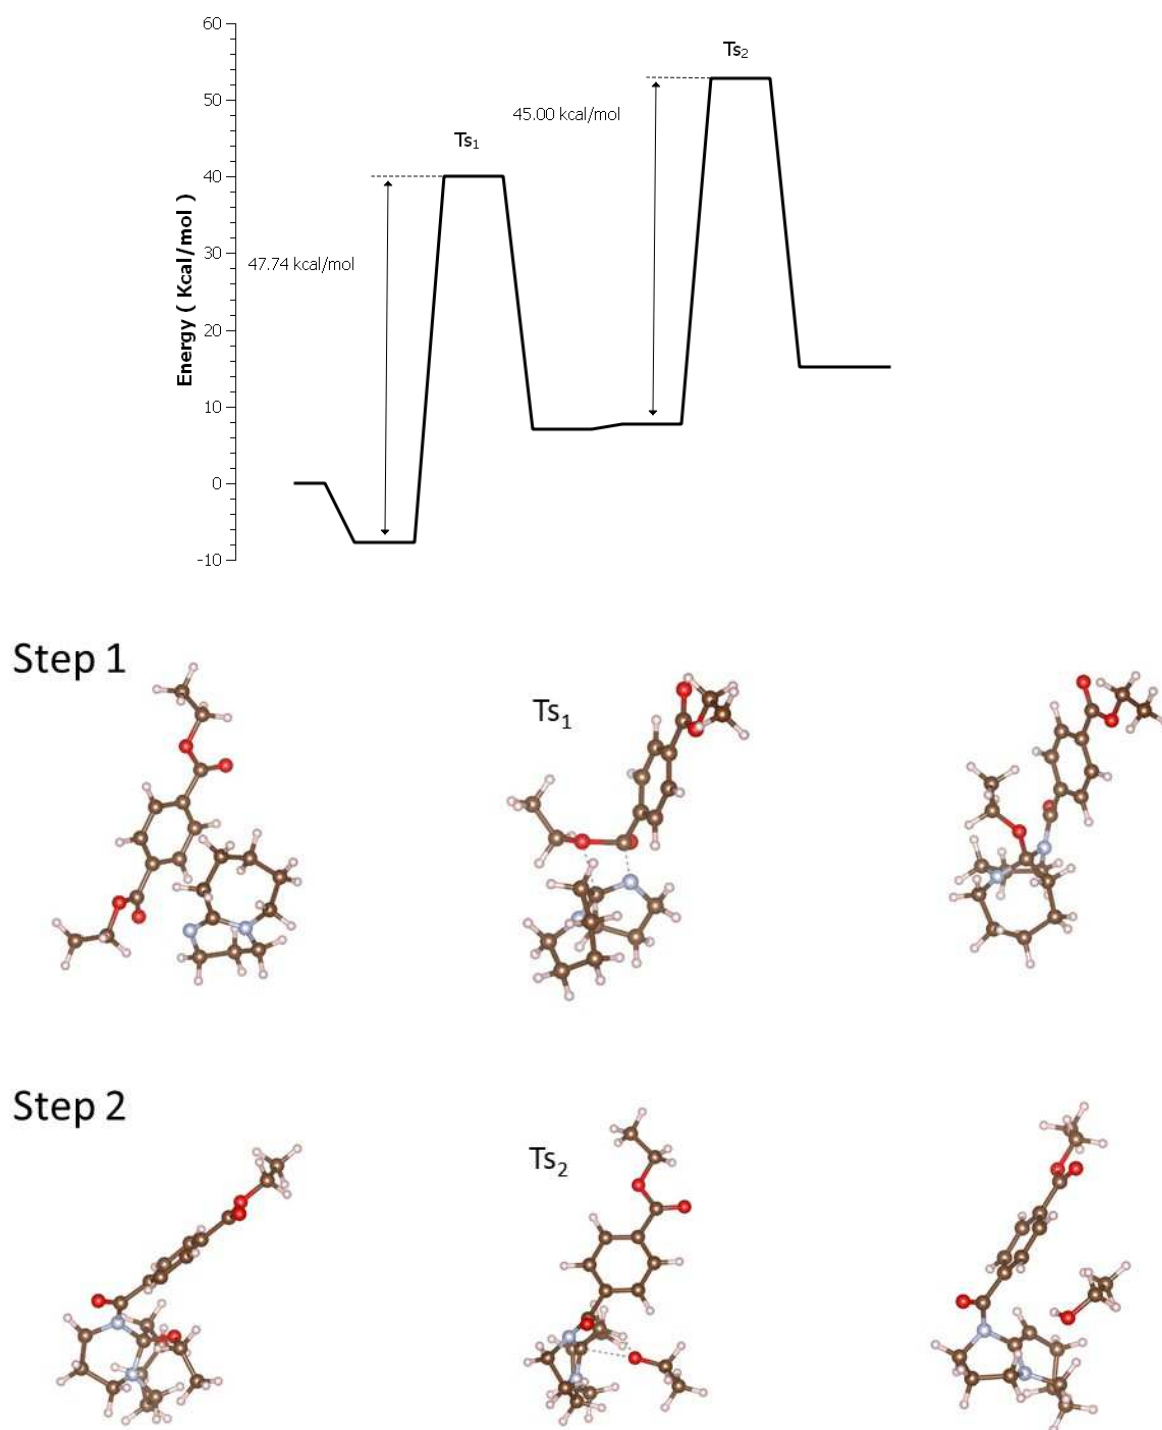 60
Ts₂
50
45.00 kcal/mol
Ts₁
40
30
47.74 kcal/mol
20
10
0
-10
Energy ( Kcal/mol )
Step 1
Ts₁
Step 2
Ts₂